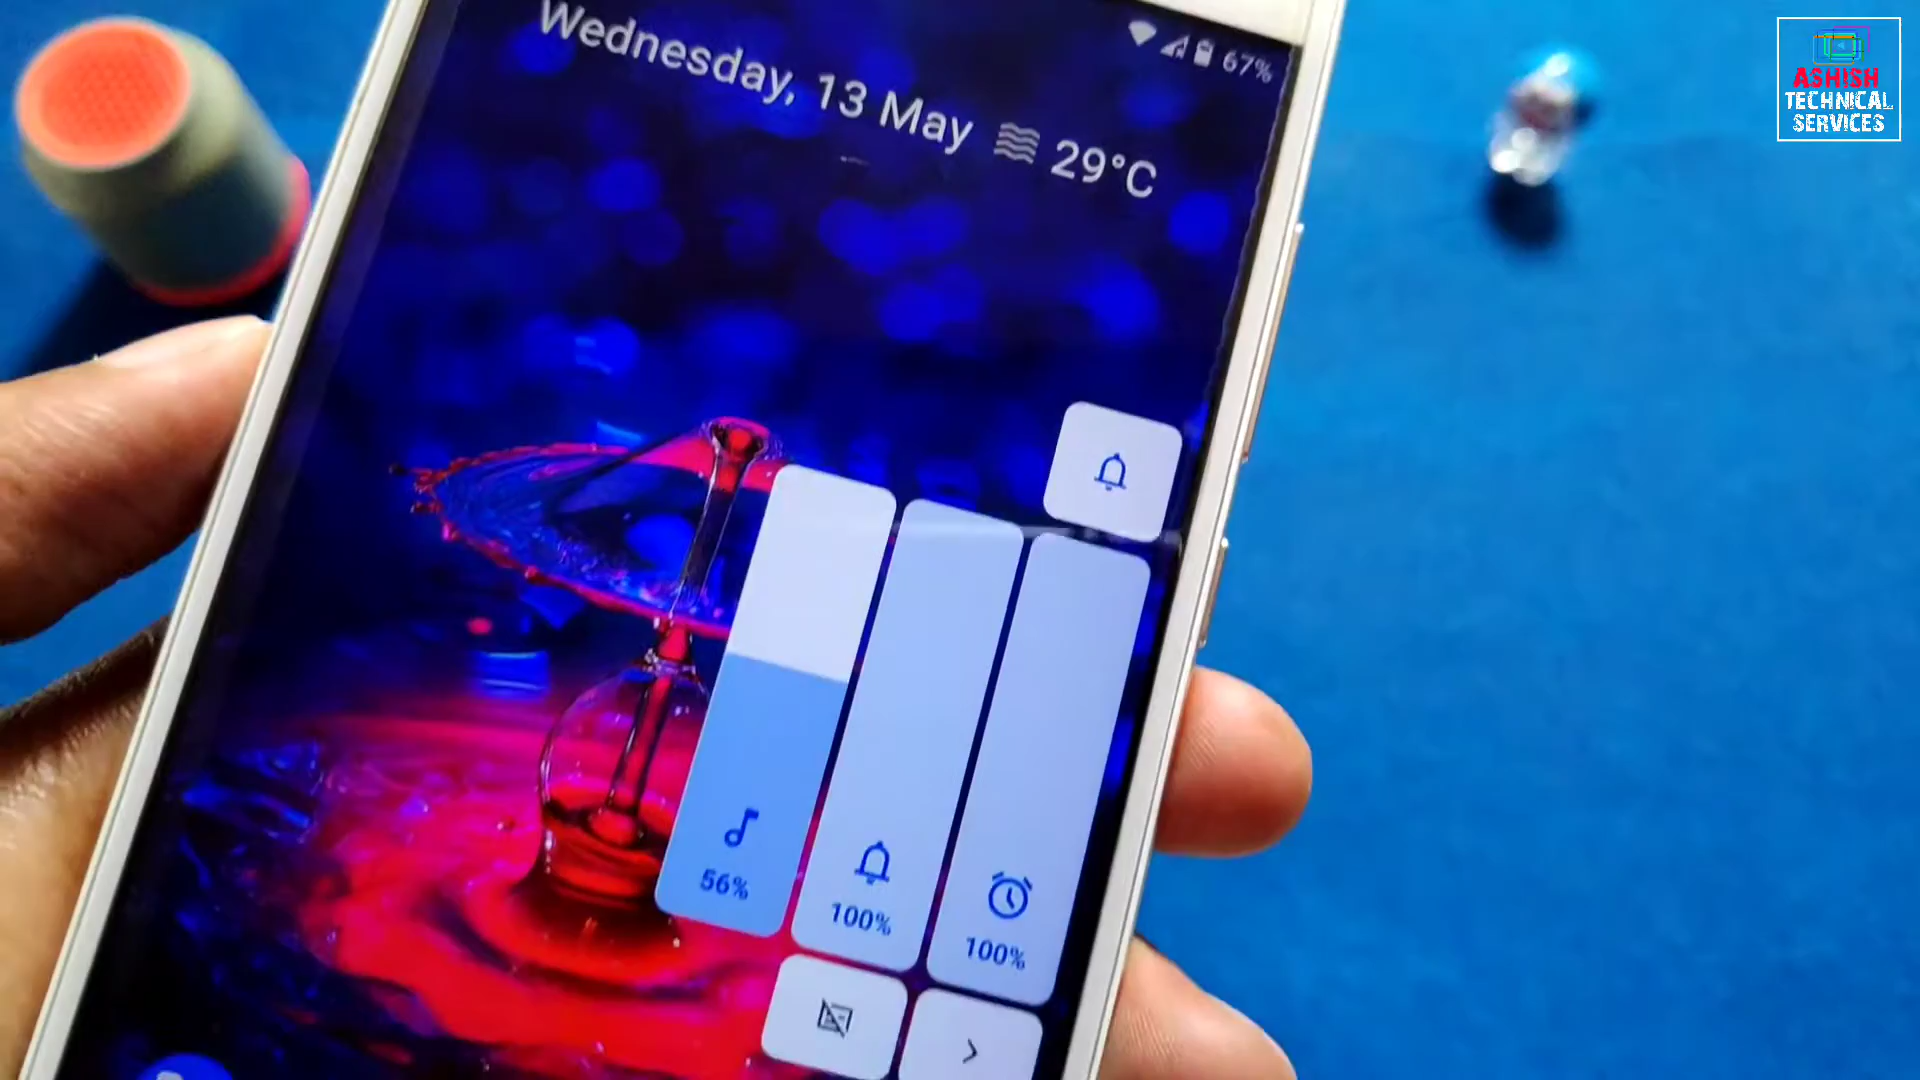 67%
Wednesday, 13 May 29°C
56%
100%
100%
ASHISH
TECHNICAL
SERVICES